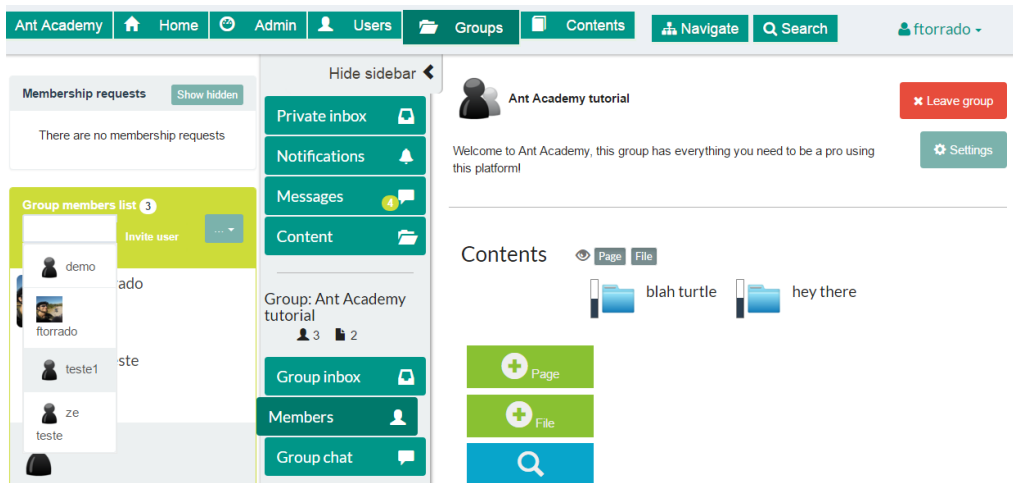 Ant Academy Home Admin Users Groups Contents Navigate Search ftorrado
Hide sidebar
Membership requests Show hidden
There are no membership requests
Group members list 3
Invite user ...
demo
ado
ftorrado
teste1
ste
ze
teste
Private inbox
Notifications
Messages 4
Content
Group: Ant Academy
tutorial
3 2
Group inbox
Members
Group chat
Ant Academy tutorial
Leave group
Welcome to Ant Academy, this group has everything you need to be a pro using
this platform!
Settings
Contents Page File
blah turtle hey there
Page
File